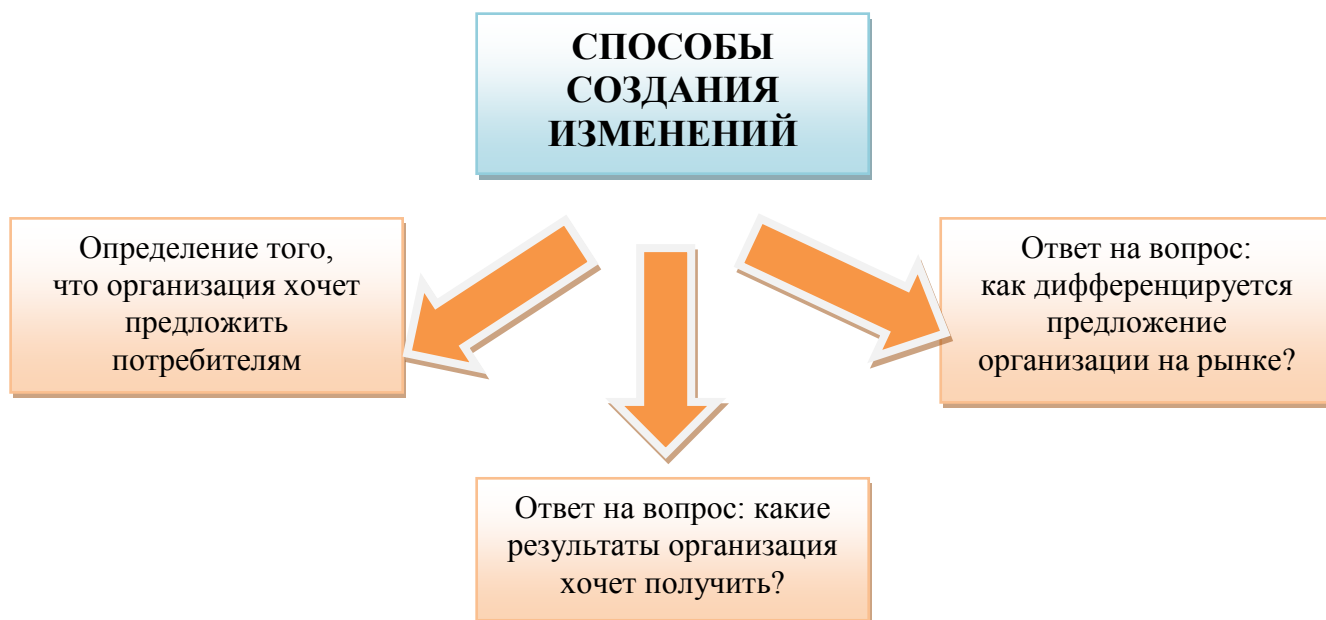 СПОСОБЫ
СОЗДАНИЯ
ИЗМЕНЕНИЙ
Определение того,
что организация хочет
предложить
потребителям
Ответ на вопрос: какие
результаты организация
хочет получить?
Ответ на вопрос:
как дифференцируется
предложение
организации на рынке?